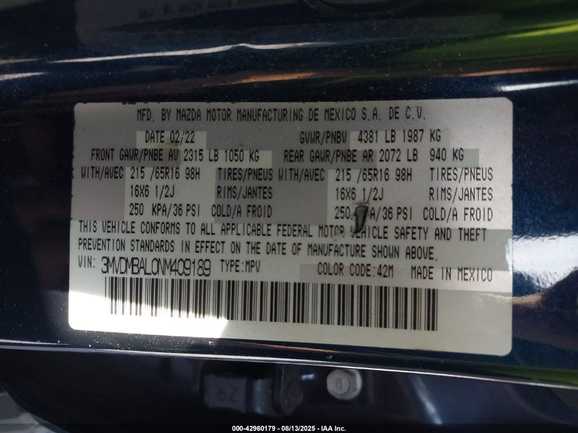 MFD. BY MAZDA MOTOR MANUFACTURING DE MEXICO S.A. DE C.V.
DATE 02/22 GVWR/PNBV 4381 LB 1987 KG
FRONT GAWR/PNBE AV 2315 LB 1050 KG REAR GAWR/PNBE AR 2072 LB 940 KG
WITH/AVEC 215 /65R16 98H TIRES/PNEUS WITH/AVEC 215 /65R16 98H TIRES/PNEUS
16X6 1/2J RIMS/JANTES 16X6 1/2J RIMS/JANTES
250 KPA/36 PSI COLD/A FROID 250 KPA/36 PSI COLD/A FROID
THIS VEHICLE CONFORMS TO ALL APPLICABLE FEDERAL MOTOR VEHICLE SAFETY AND THEFT
PREVENTION STANDARDS IN EFFECT ON THE DATE OF MANUFACTURE SHOWN ABOVE.
VIN: 3MVDMBAL0NM409189 TYPE: MPV COLOR CODE: 42M MADE IN MEXICO
000-42960179 - 08/13/2025 - IAA Inc.